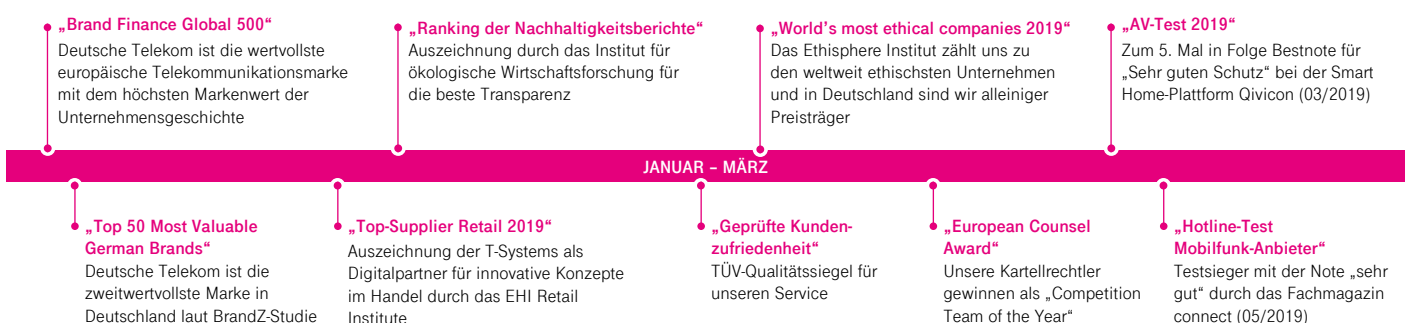 „Brand Finance Global 500“
Deutsche Telekom ist die wertvollste
europäische Telekommunikationsmarke
mit dem höchsten Markenwert der
Unternehmensgeschichte
„Ranking der Nachhaltigkeitsberichte“
Auszeichnung durch das Institut für
ökologische Wirtschaftsforschung für
die beste Transparenz
„World's most ethical companies 2019“
Das Ethisphere Institut zählt uns zu
den weltweit ethischsten Unternehmen
und in Deutschland sind wir alleiniger
Preisträger
„AV-Test 2019“
Zum 5. Mal in Folge Bestnote für
„Sehr guten Schutz“ bei der Smart
Home-Plattform Qivicon (03/2019)
JANUAR – MÄRZ
„Top 50 Most Valuable
German Brands“
Deutsche Telekom ist die
zweitwertvollste Marke in
Deutschland laut BrandZ-Studie
„Top-Supplier Retail 2019“
Auszeichnung der T-Systems als
Digitalpartner für innovative Konzepte
im Handel durch das EHI Retail
Institute
„Geprüfte Kunden-
zufriedenheit“
TÜV-Qualitätssiegel für
unseren Service
„European Counsel
Award“
Unsere Kartellrechtler
gewinnen als „Competition
Team of the Year“
„Hotline-Test
Mobilfunk-Anbieter“
Testsieger mit der Note „sehr
gut“ durch das Fachmagazin
connect (05/2019)